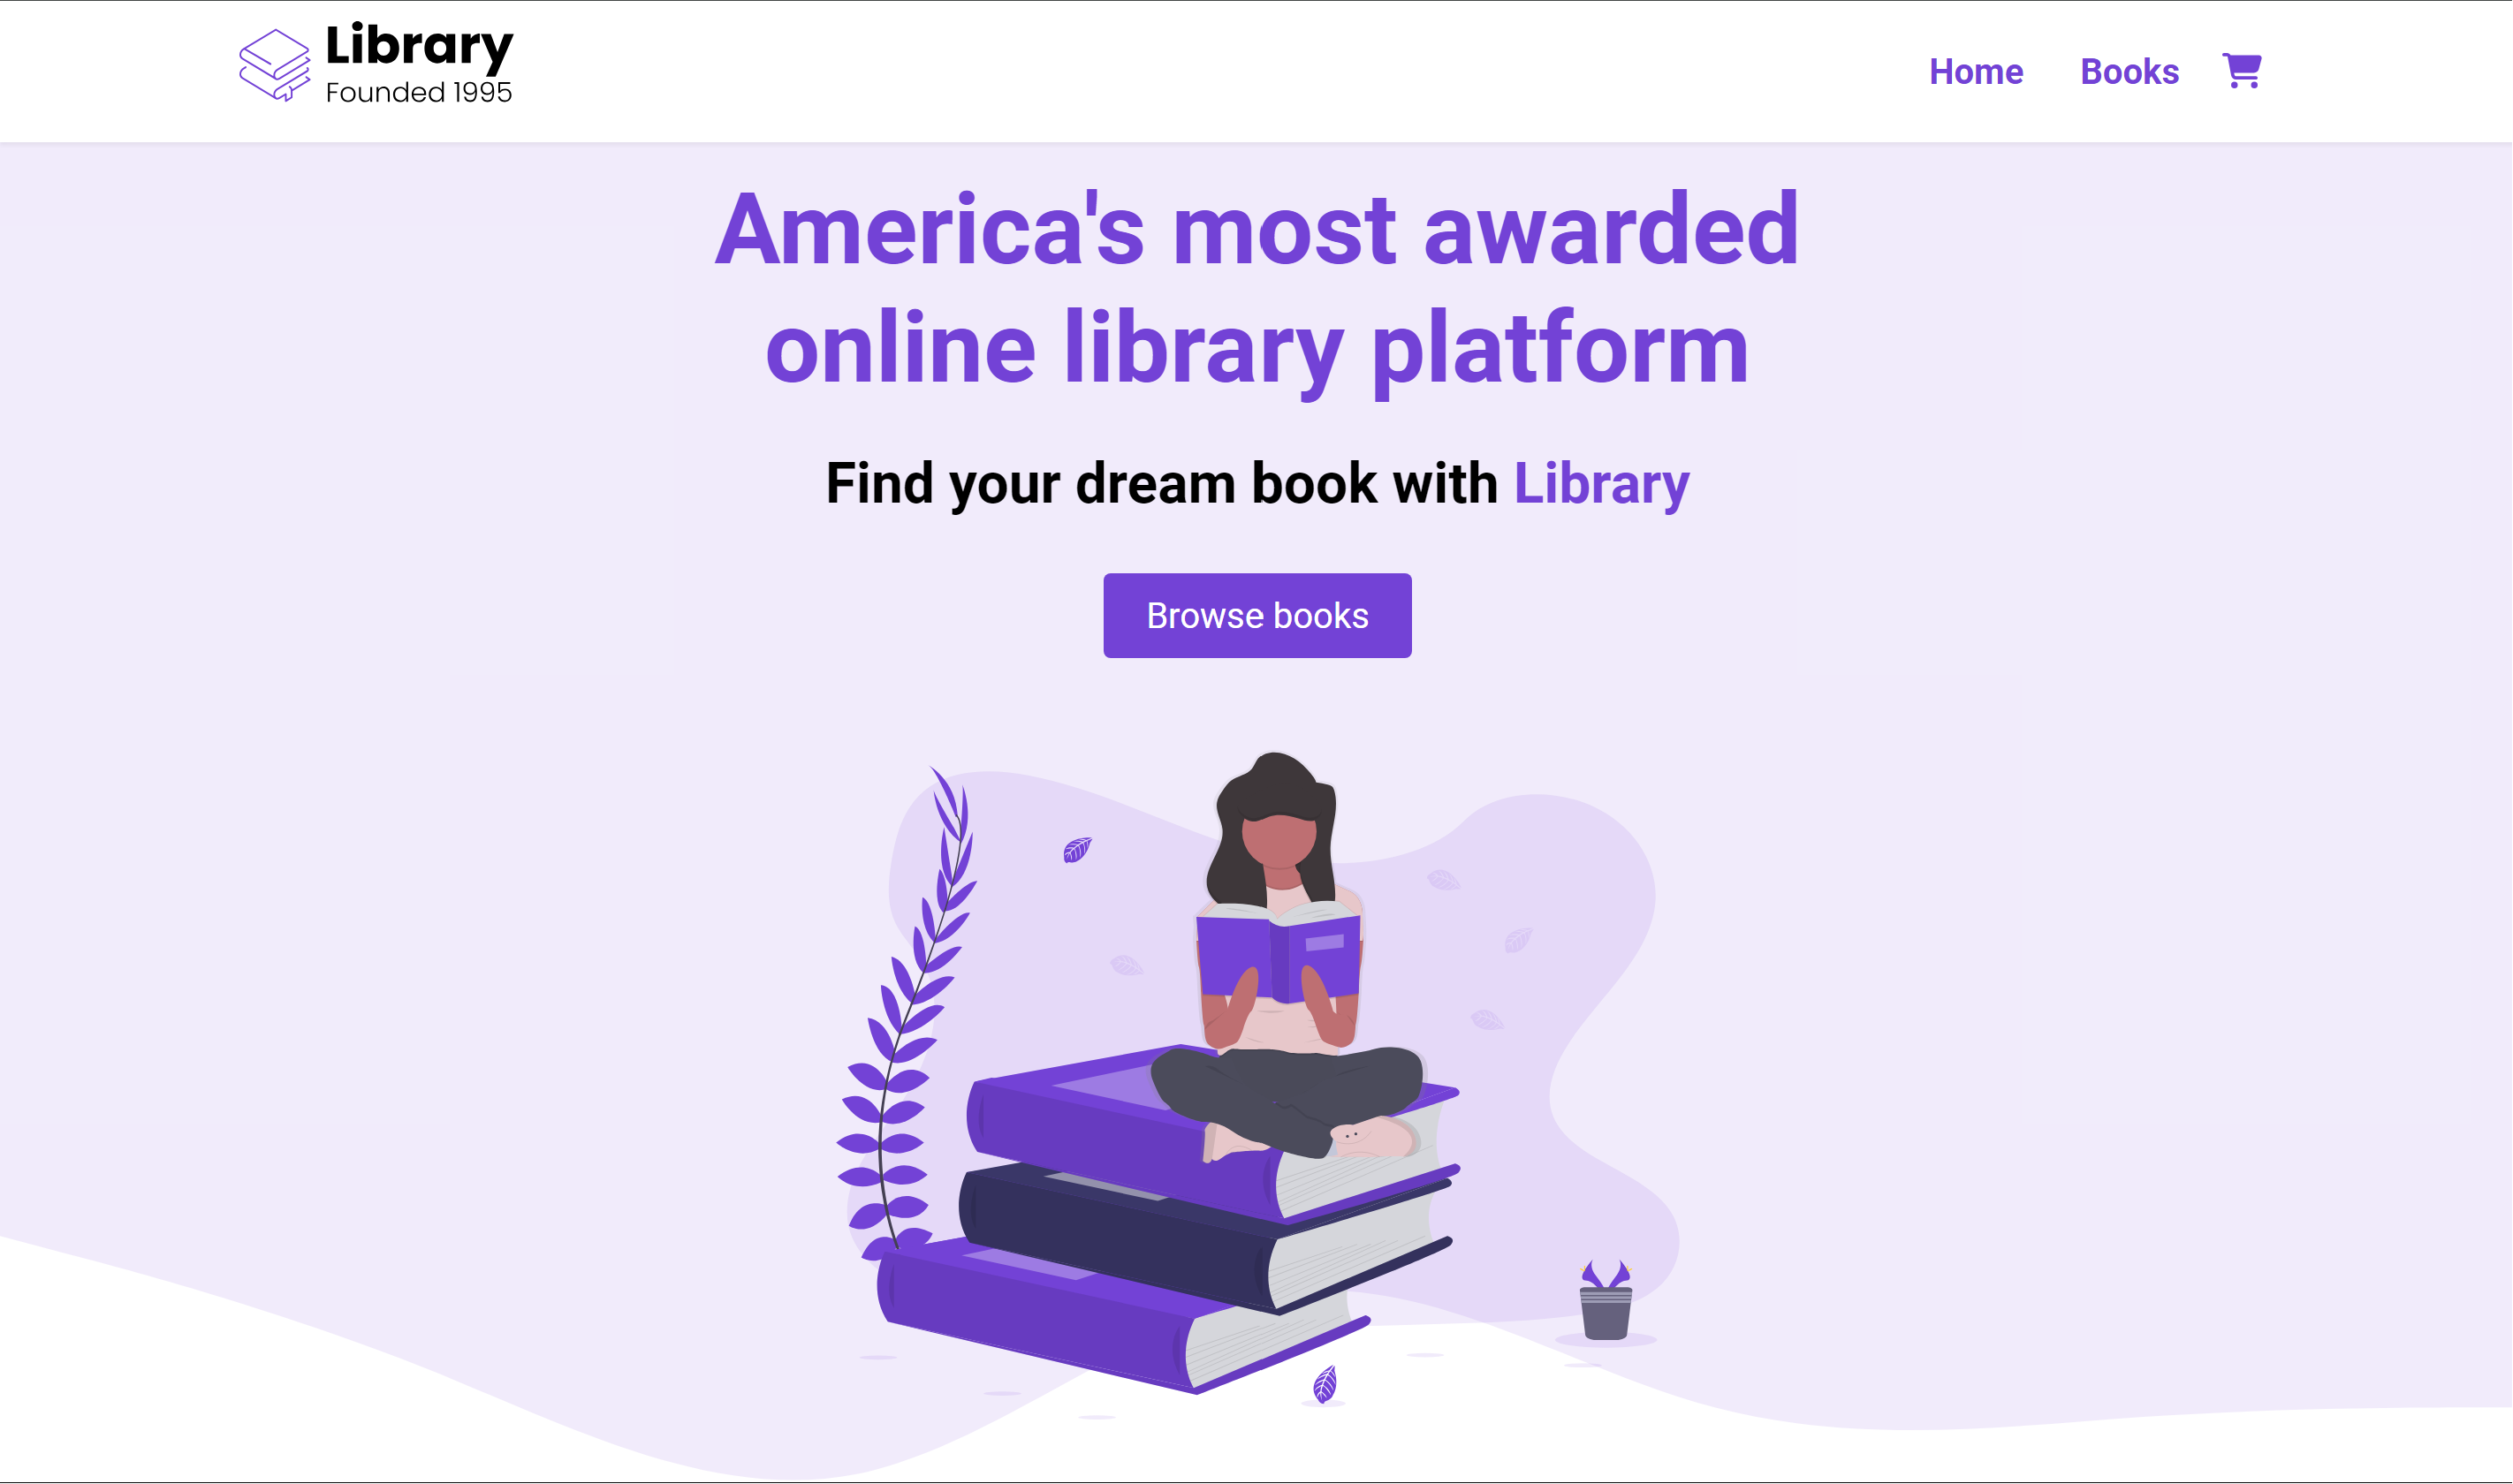 Library
Founded 1995
Home
Books
America's most awarded
online library platform
Find your dream book with Library
Browse books